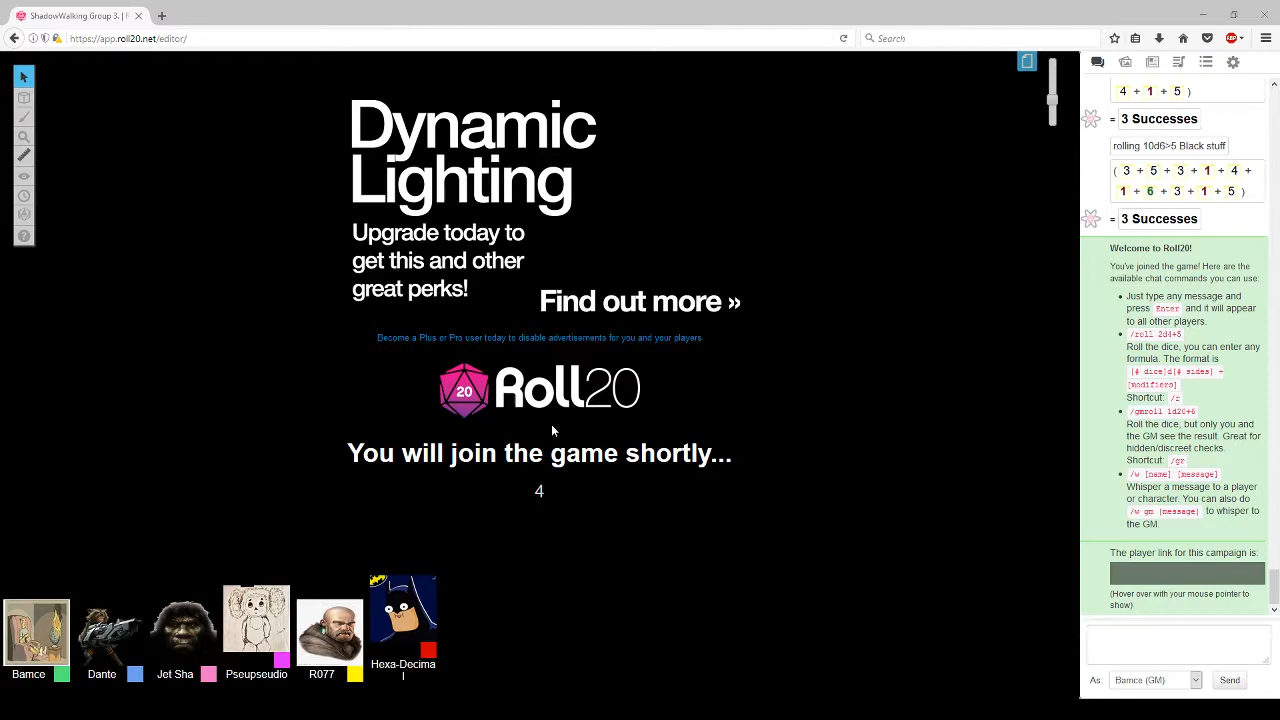 ShadowWalking Group 3. | F
https://app.roll20.net/editor/
Search
ABP
Dynamic
Lighting
Upgrade today to
get this and other
great perks!
Find out more »
Become a Plus or Pro user today to disable advertisements for you and your players
20
Roll20
You will join the game shortly...
4
Bamce
Dante
Jet Sha
Pseupseudio
R077
Hexa-Decima
l
4 + 1 + 5 )
= 3 Successes
rolling 10d6>5 Black stuff
( 3 + 5 + 3 + 1 + 4 +
1 + 6 + 3 + 1 + 5 )
= 3 Successes
Welcome to Roll20!
You've joined the game! Here are the
available chat commands you can use:
Just type any message and
press Enter and it will appear
to all other players.
/roll 2d4+5
Roll the dice, you can enter any
formula. The format is
[# dice]d[# sides] +
[modifiers]
Shortcut: /r
/gmroll 1d20+6
Roll the dice, but only you and
the GM see the result. Great for
hidden/discreet checks.
Shortcut: /gr
/w [name] [message]
Whisper a message to a player
or character. You can also do
/w gm [message] to whisper to
the GM.
The player link for this campaign is:
(Hover over with your mouse pointer to
show)
As:
Bamce (GM)
Send